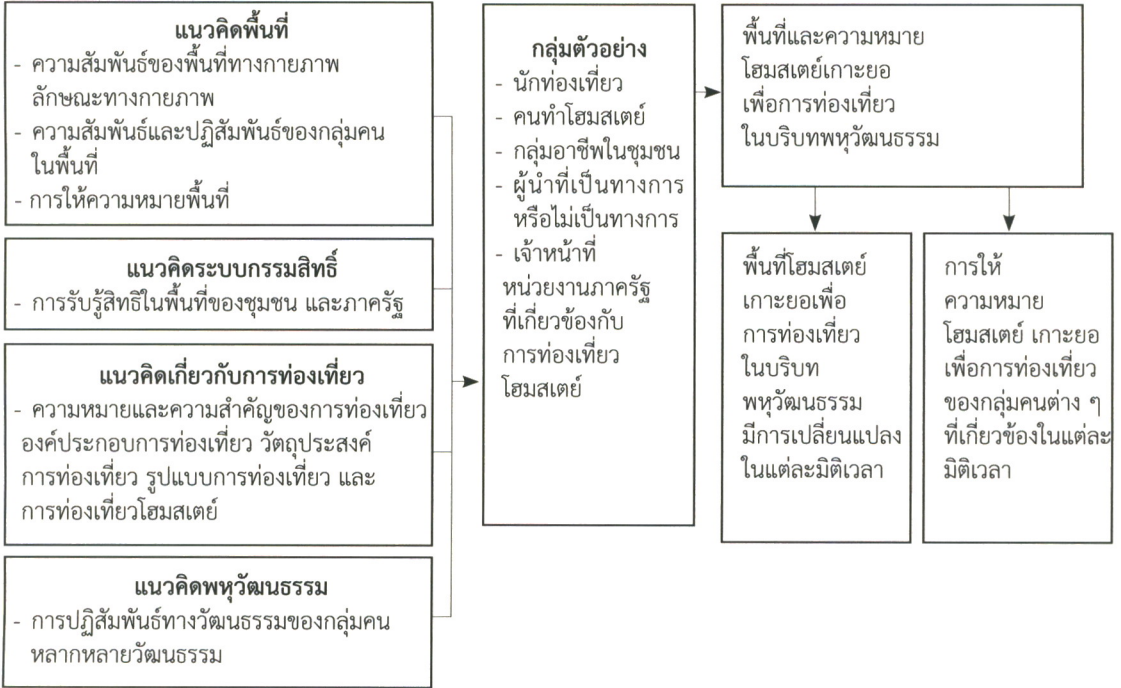 แนวคิดพื้นที่
- ความสัมพันธ์ของพื้นที่ทางกายภาพ
ลักษณะทางกายภาพ
- ความสัมพันธ์และปฏิสัมพันธ์ของกลุ่มคน
ในพื้นที่
- การให้ความหมายพื้นที่
แนวคิดระบบกรรมสิทธิ์
- การรับรู้สิทธิในพื้นที่ของชุมชน และภาครัฐ
แนวคิดเกี่ยวกับการท่องเที่ยว
- ความหมายและความสำคัญของการท่องเที่ยว
องค์ประกอบการท่องเที่ยว วัตถุประสงค์
การท่องเที่ยว รูปแบบการท่องเที่ยว และ
การท่องเที่ยวโฮมสเตย์
แนวคิดพหุวัฒนธรรม
- การปฏิสัมพันธ์ทางวัฒนธรรมของกลุ่มคน
หลากหลายวัฒนธรรม
กลุ่มตัวอย่าง
- นักท่องเที่ยว
- คนทำโฮมสเตย์
- กลุ่มอาชีพในชุมชน
- ผู้นำที่เป็นทางการ
หรือไม่เป็นทางการ
- เจ้าหน้าที่
หน่วยงานภาครัฐ
ที่เกี่ยวข้องกับ
การท่องเที่ยว
โฮมสเตย์
พื้นที่และความหมาย
โฮมสเตย์เกาะยอ
เพื่อการท่องเที่ยว
ในบริบทพหุวัฒนธรรม
พื้นที่โฮมสเตย์
เกาะยอเพื่อ
การท่องเที่ยว
ในบริบท
พหุวัฒนธรรม
มีการเปลี่ยนแปลง
ในแต่ละมิติเวลา
การให้
ความหมาย
โฮมสเตย์ เกาะยอ
เพื่อการท่องเที่ยว
ของกลุ่มคนต่าง ๆ
ที่เกี่ยวข้องในแต่ละ
มิติเวลา